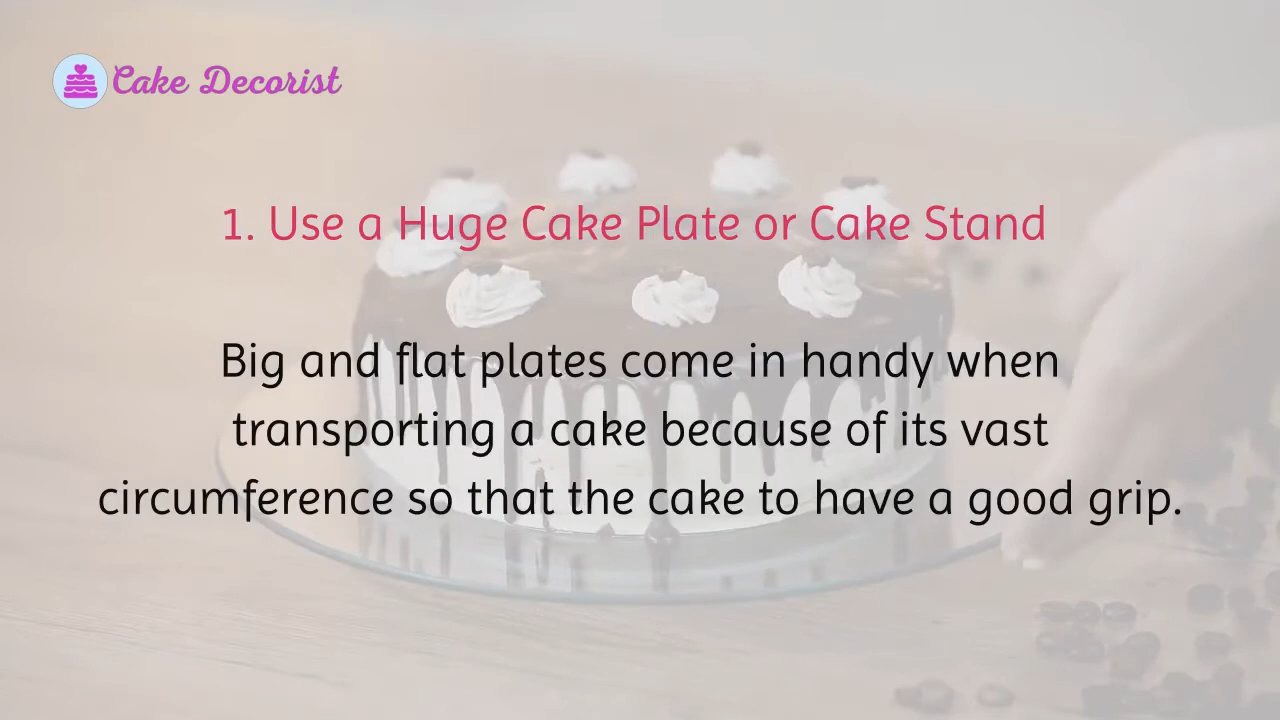 Cake Decorist
1. Use a Huge Cake Plate or Cake Stand
Big and flat plates come in handy when
transporting a cake because of its vast
circumference so that the cake to have a good grip.